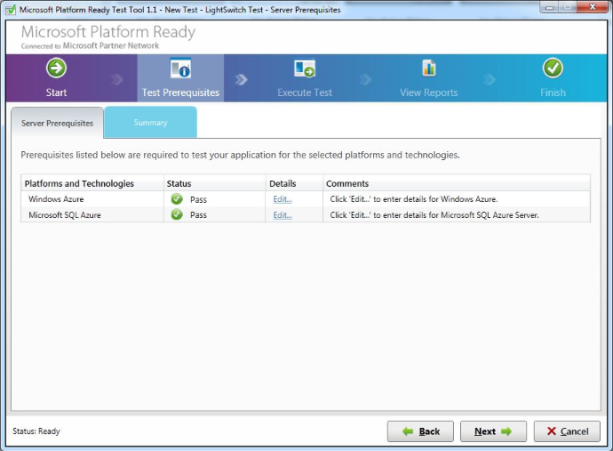 Microsoft Platform Ready Test Tool 1.1 - New Test - LightSwitch Test - Server Prerequisites
Microsoft Platform Ready
Connected to Microsoft Partner Network
Start Test Prerequisites Execute Test View Reports Finish
Server Prerequisites Summary
Prerequisites listed below are required to test your application for the selected platforms and technologies.
Platforms and Technologies Status Details Comments
Windows Azure Pass Edit... Click 'Edit...' to enter details for Windows Azure.
Microsoft SQL Azure Pass Edit... Click 'Edit...' to enter details for Microsoft SQL Azure Server.
Status: Ready Back Next Cancel